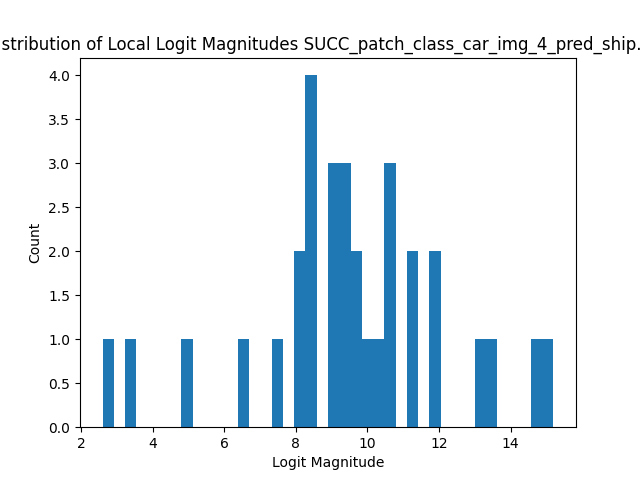 stribution of Local Logit Magnitudes SUCC_patch_class_car_img_4_pred_ship.
4.0
3.5
3.0
2.5
2.0
1.5
1.0
0.5
0.0
Count
2 4 6 8 10 12 14
Logit Magnitude